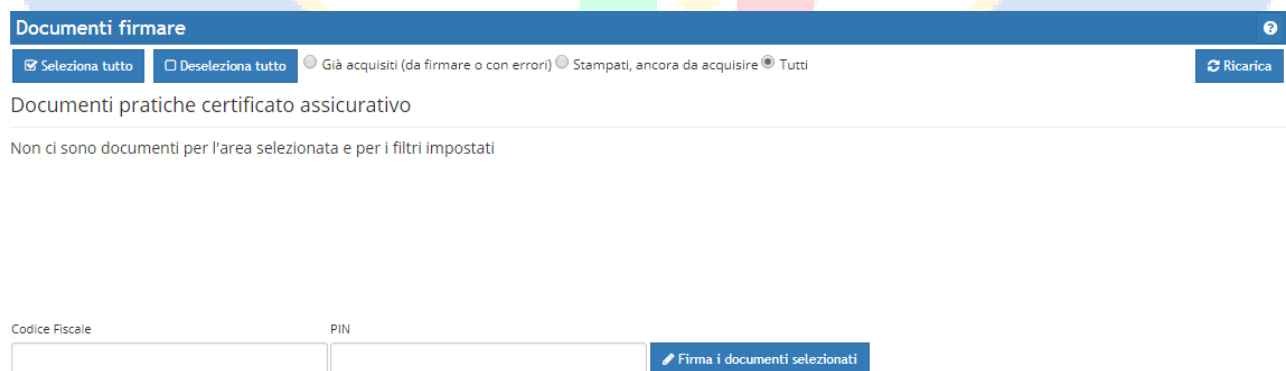 Documenti firmare
Seleziona tutto Deseleziona tutto Già acquisiti (da firmare o con errori) Stampati, ancora da acquisire Tutti Ricarica
Documenti pratiche certificato assicurativo
Non ci sono documenti per l'area selezionata e per i filtri impostati
Codice Fiscale PIN
Firma i documenti selezionati